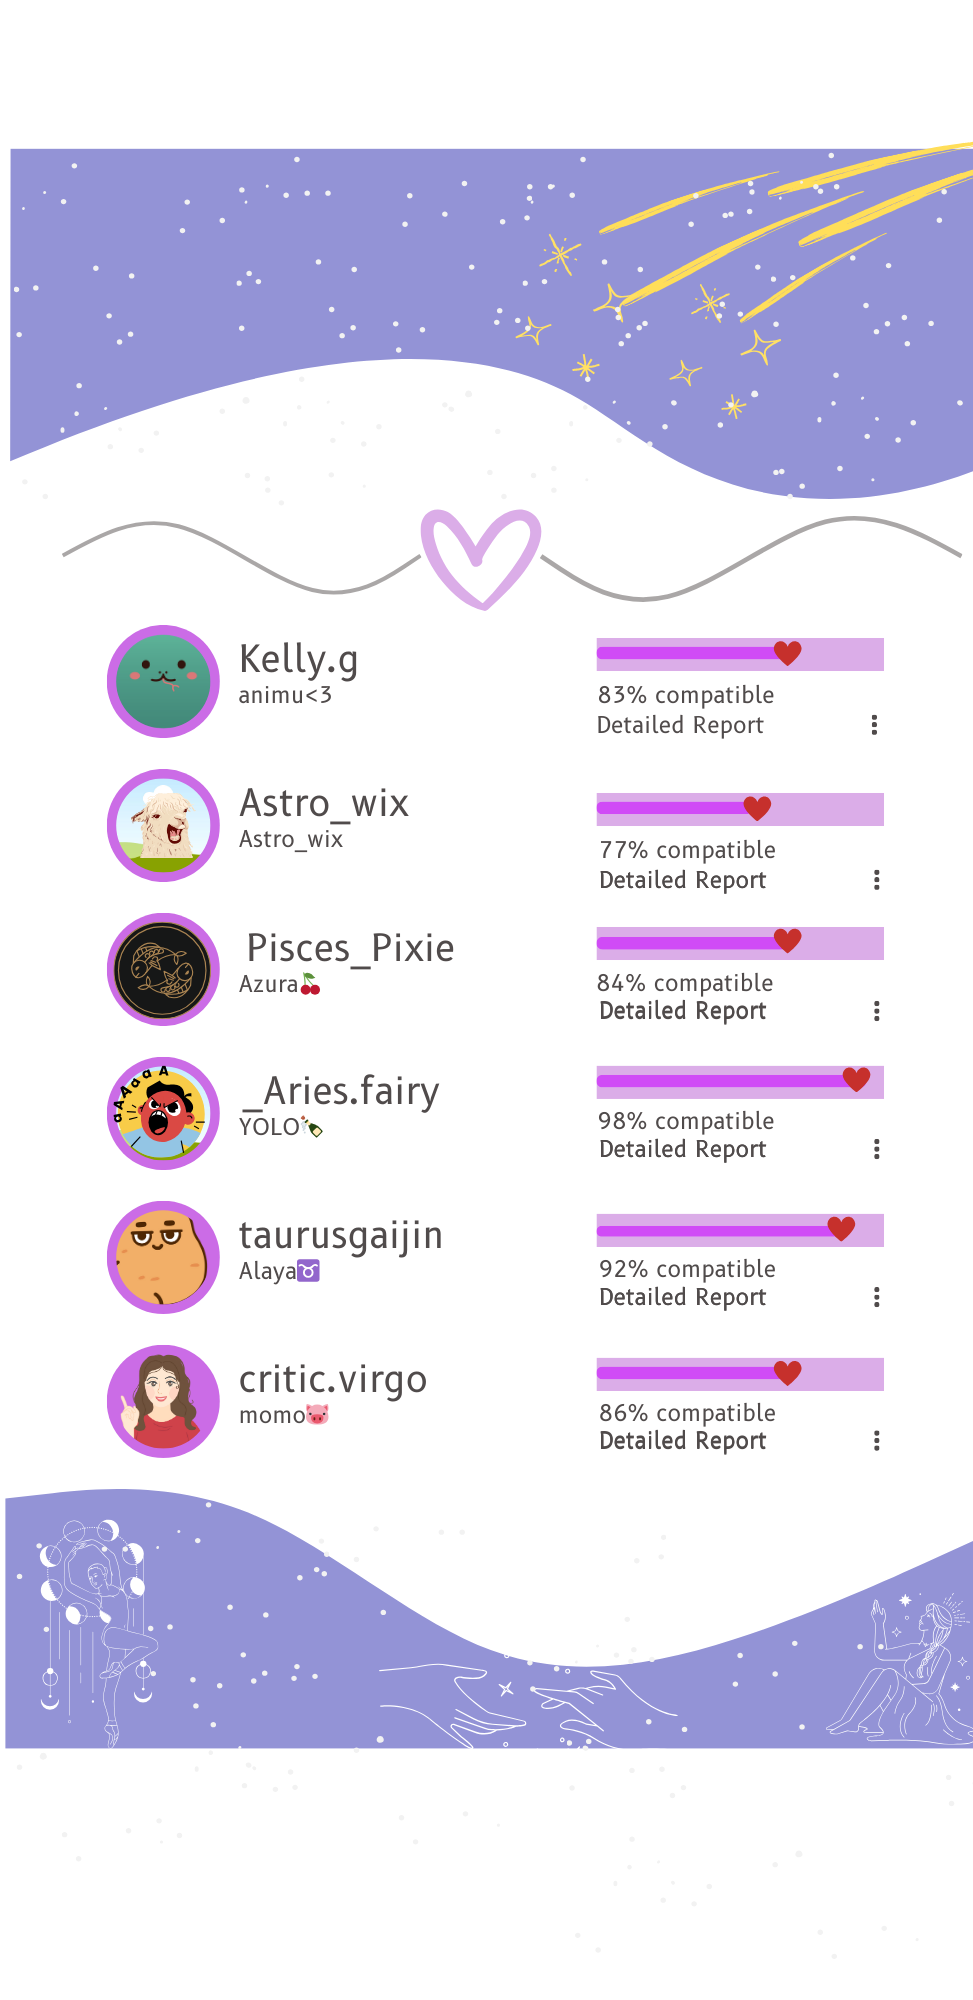 Kelly.g
animu<3
83% compatible
Detailed Report
Astro_wix
Astro_wix
77% compatible
Detailed Report
Pisces_Pixie
Azura🍒
84% compatible
Detailed Report
aAAaaA
_Aries.fairy
YOLO🍾
98% compatible
Detailed Report
taurusgaijin
Alaya♉
92% compatible
Detailed Report
critic.virgo
momo🐷
86% compatible
Detailed Report